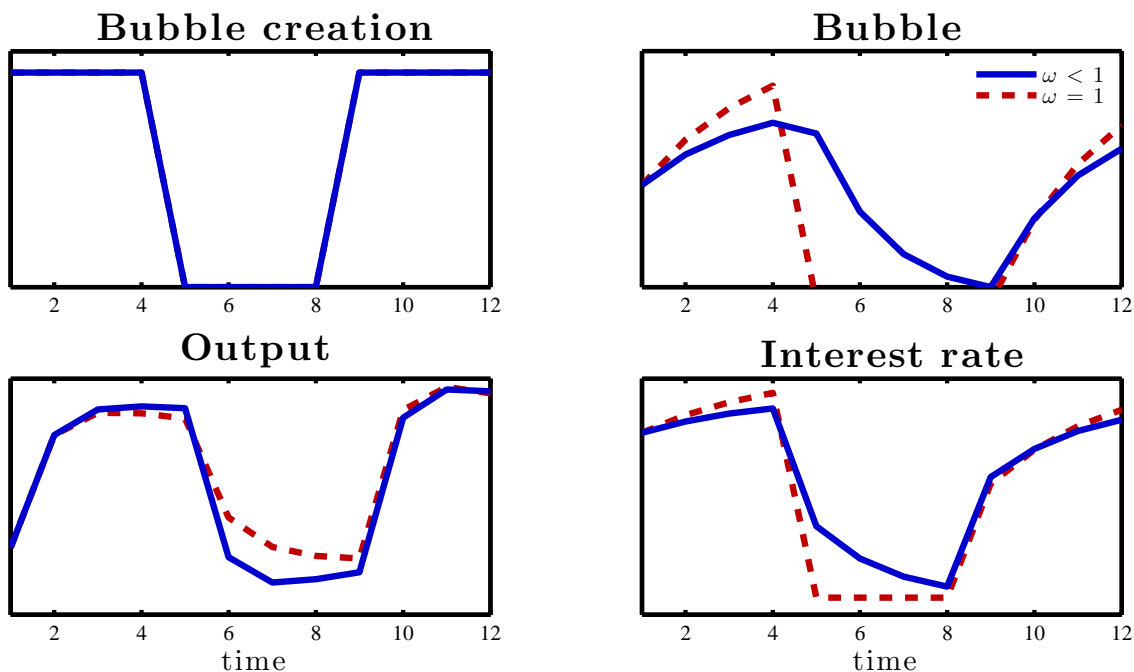 Bubble creation
2 4 6 8 10 12
Bubble
ω < 1
ω = 1
2 4 6 8 10 12
Output
2 4 6 8 10 12
time
Interest rate
2 4 6 8 10 12
time